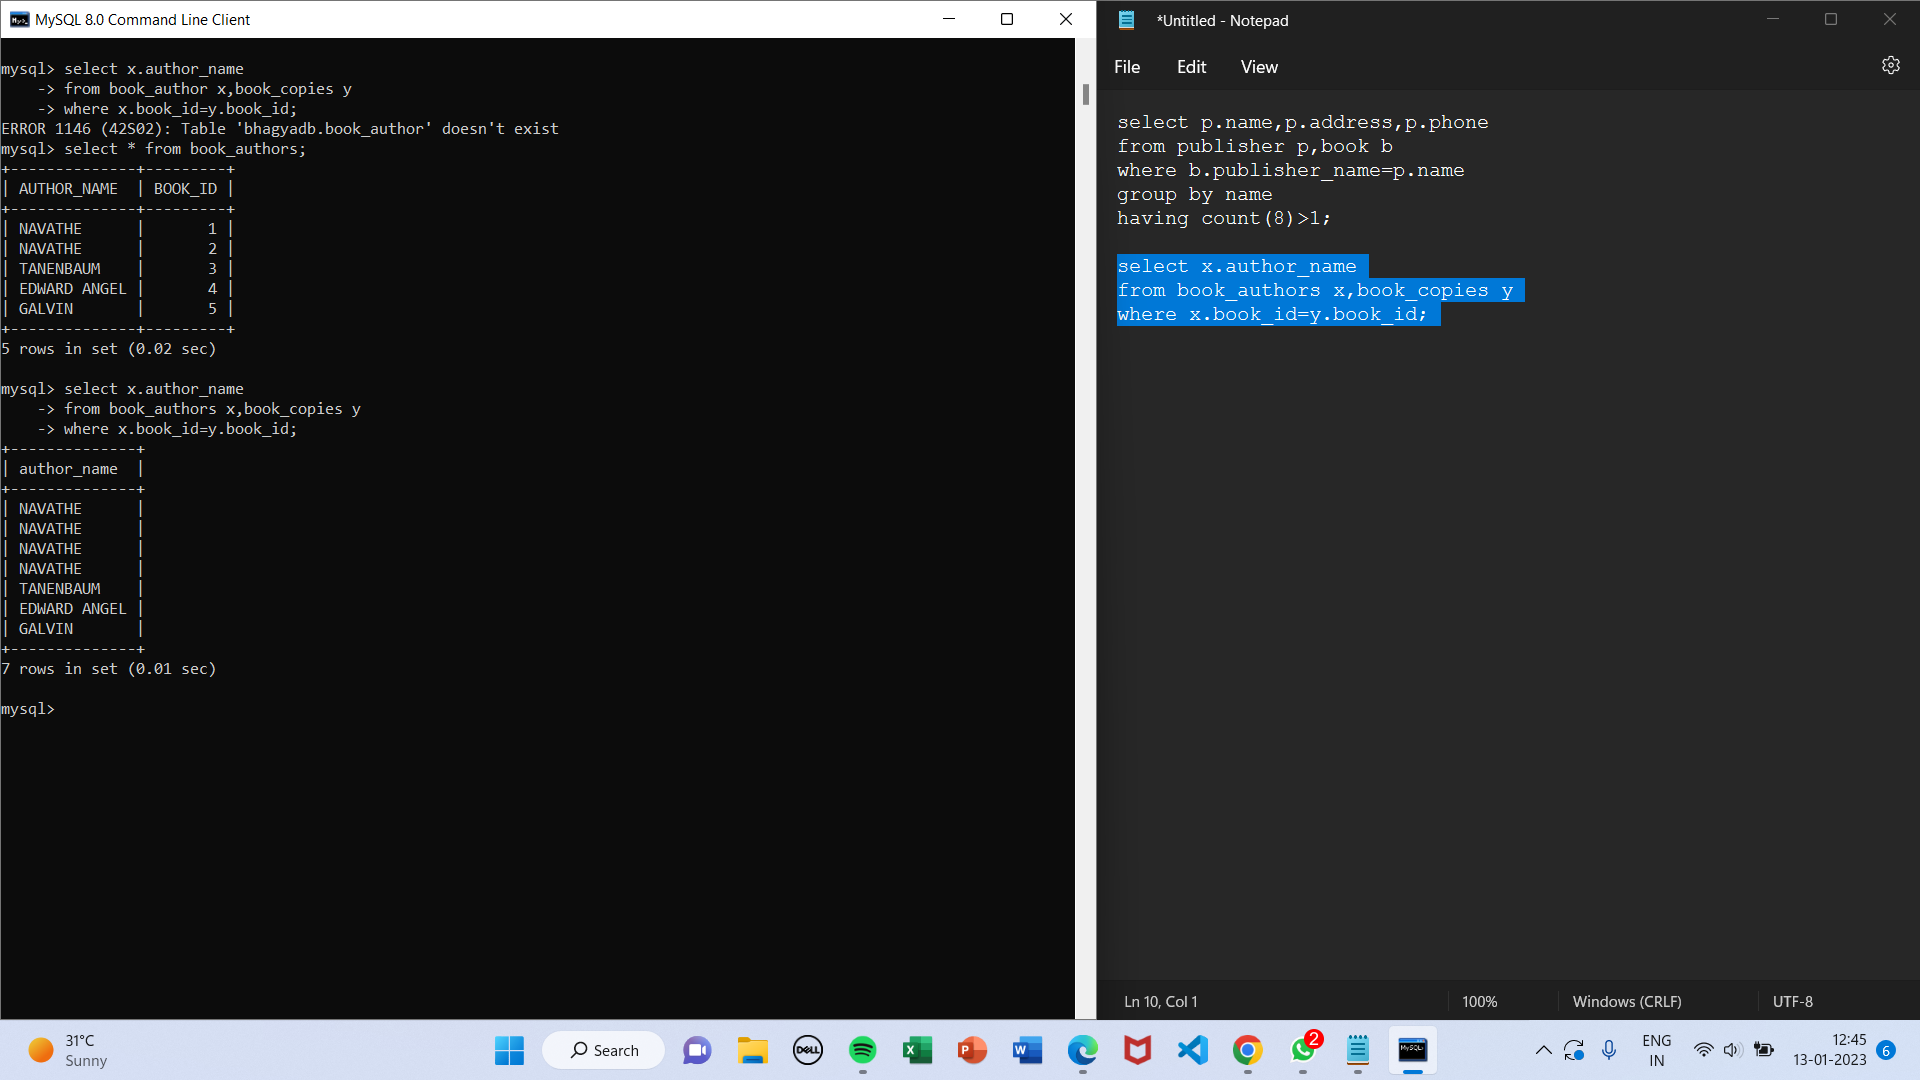 MySQL 8.0 Command Line Client
mysql> select x.author_name
    -> from book_author x,book_copies y
    -> where x.book_id=y.book_id;
ERROR 1146 (42S02): Table 'bhagyadb.book_author' doesn't exist
mysql> select * from book_authors;
+--------------+---------+
| AUTHOR_NAME  | BOOK_ID |
+--------------+---------+
| NAVATHE      |       1 |
| NAVATHE      |       2 |
| TANENBAUM    |       3 |
| EDWARD ANGEL |       4 |
| GALVIN       |       5 |
+--------------+---------+
5 rows in set (0.02 sec)
mysql> select x.author_name
    -> from book_authors x,book_copies y
    -> where x.book_id=y.book_id;
+--------------+
| author_name  |
+--------------+
| NAVATHE      |
| NAVATHE      |
| NAVATHE      |
| NAVATHE      |
| TANENBAUM    |
| EDWARD ANGEL |
| GALVIN       |
+--------------+
7 rows in set (0.01 sec)
mysql>
*Untitled - Notepad
File Edit View
select p.name,p.address,p.phone
from publisher p,book b
where b.publisher_name=p.name
group by name
having count(8)>1;
select x.author_name
from book_authors x,book_copies y
where x.book_id=y.book_id;
Ln 10, Col 1 100% Windows (CRLF) UTF-8
31°C
Sunny
Search
DELL
2
MySQL
ENG
IN
12:45
13-01-2023
6